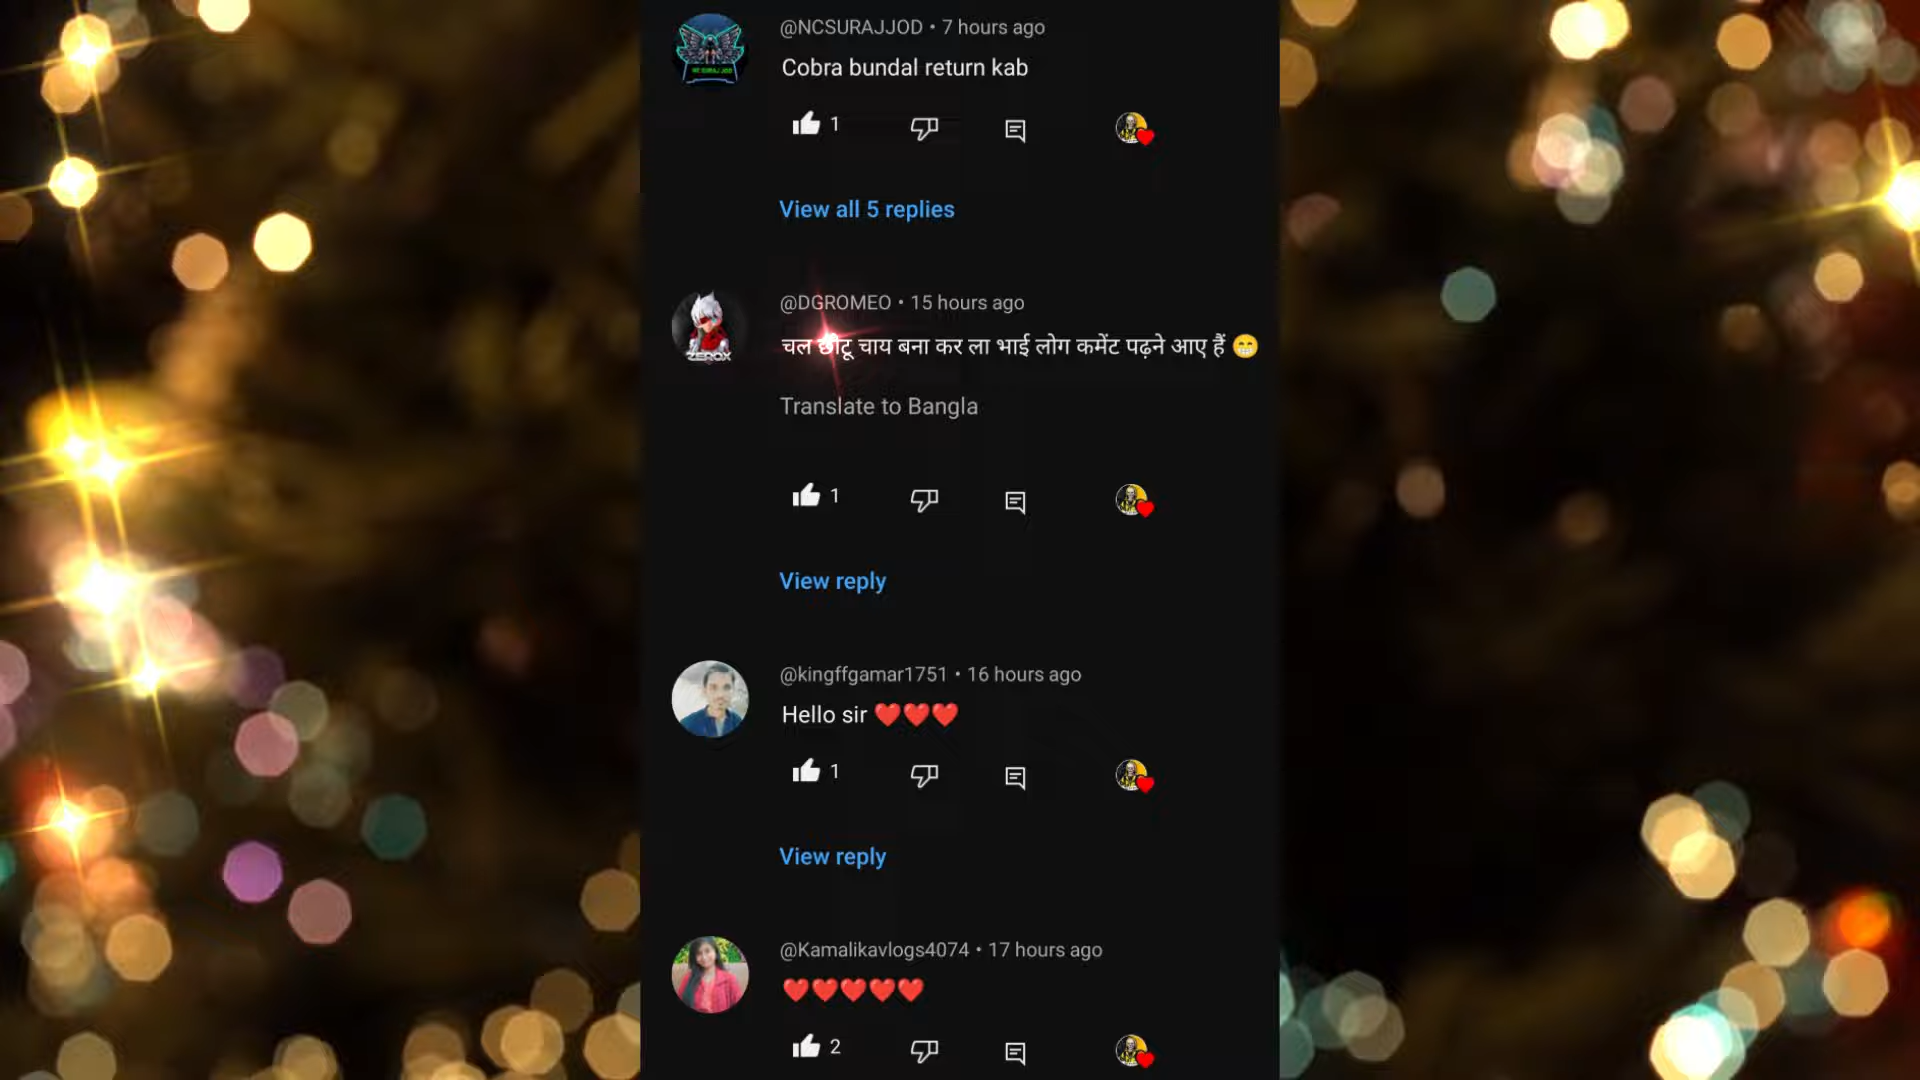 @NCSURAJJOD • 7 hours ago
Cobra bundal return kab
1
View all 5 replies
@DGROMEO • 15 hours ago
चल छोटू चाय बना कर ला भाई लोग कमेंट पढ़ने आए हैं 😁
ZEROX
Translate to Bangla
1
View reply
@kingffgamar1751 • 16 hours ago
Hello sir ❤️❤️❤️
1
View reply
@Kamalikavlogs4074 • 17 hours ago
❤️❤️❤️❤️❤️
2